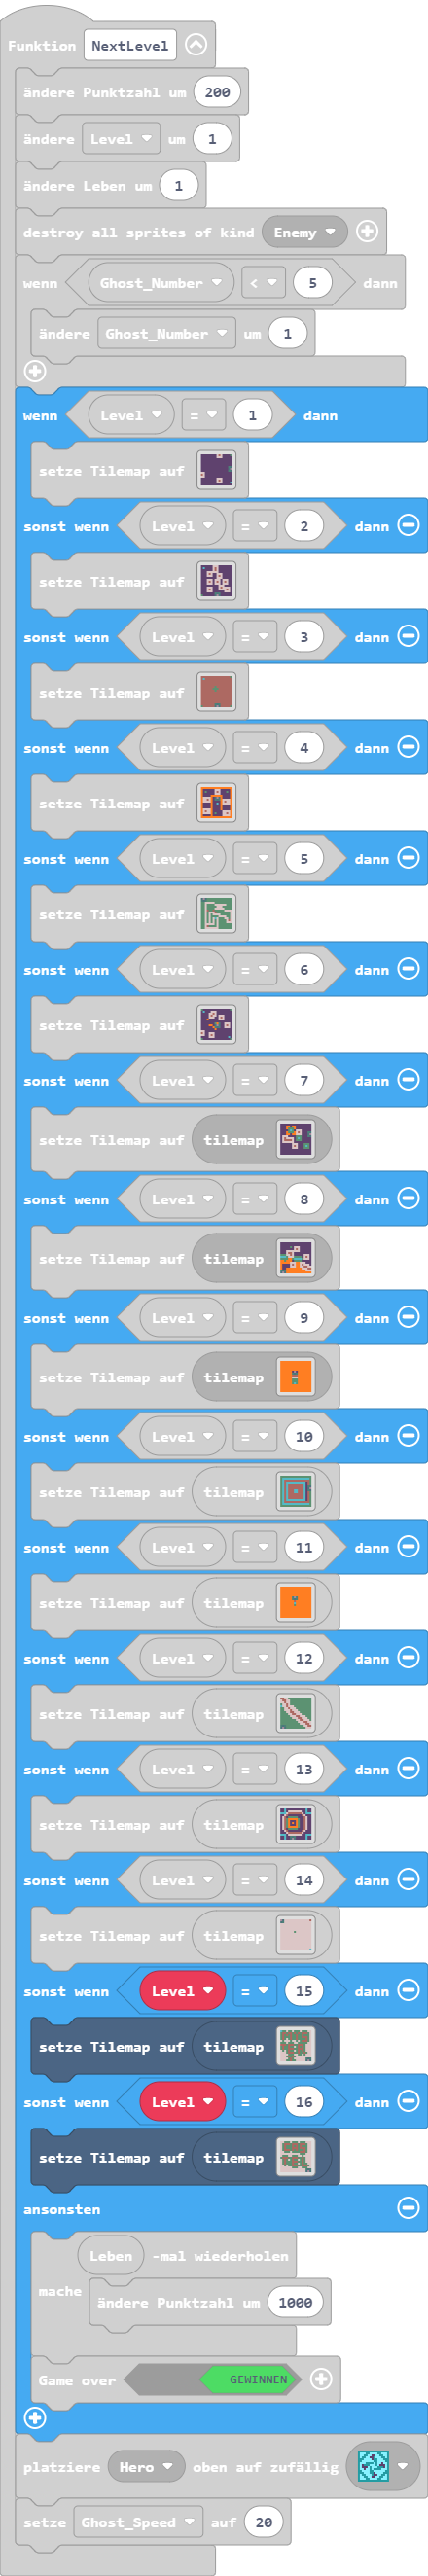 Funktion NextLevel
ändere Punktzahl um 200
ändere Level um 1
ändere Leben um 1
destroy all sprites of kind Enemy
wenn Ghost_Number < 5 dann
ändere Ghost_Number um 1
wenn Level = 1 dann
setze Tilemap auf
sonst wenn Level = 2 dann
setze Tilemap auf
sonst wenn Level = 3 dann
setze Tilemap auf
sonst wenn Level = 4 dann
setze Tilemap auf
sonst wenn Level = 5 dann
setze Tilemap auf
sonst wenn Level = 6 dann
setze Tilemap auf
sonst wenn Level = 7 dann
setze Tilemap auf tilemap
sonst wenn Level = 8 dann
setze Tilemap auf tilemap
sonst wenn Level = 9 dann
setze Tilemap auf tilemap
sonst wenn Level = 10 dann
setze Tilemap auf tilemap
sonst wenn Level = 11 dann
setze Tilemap auf tilemap
sonst wenn Level = 12 dann
setze Tilemap auf tilemap
sonst wenn Level = 13 dann
setze Tilemap auf tilemap
sonst wenn Level = 14 dann
setze Tilemap auf tilemap
sonst wenn Level = 15 dann
setze Tilemap auf tilemap
sonst wenn Level = 16 dann
setze Tilemap auf tilemap
ansonsten
Leben -mal wiederholen
mache ändere Punktzahl um 1000
Game over GEWINNEN
platziere Hero oben auf zufällig
setze Ghost_Speed auf 20